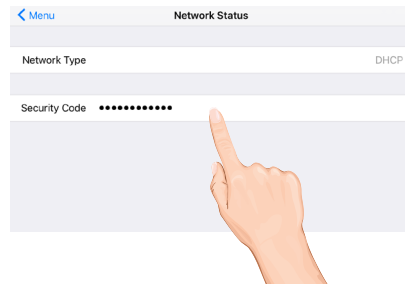 Menu
Network Status
Network Type
DHCP
Security Code ••••••••••••